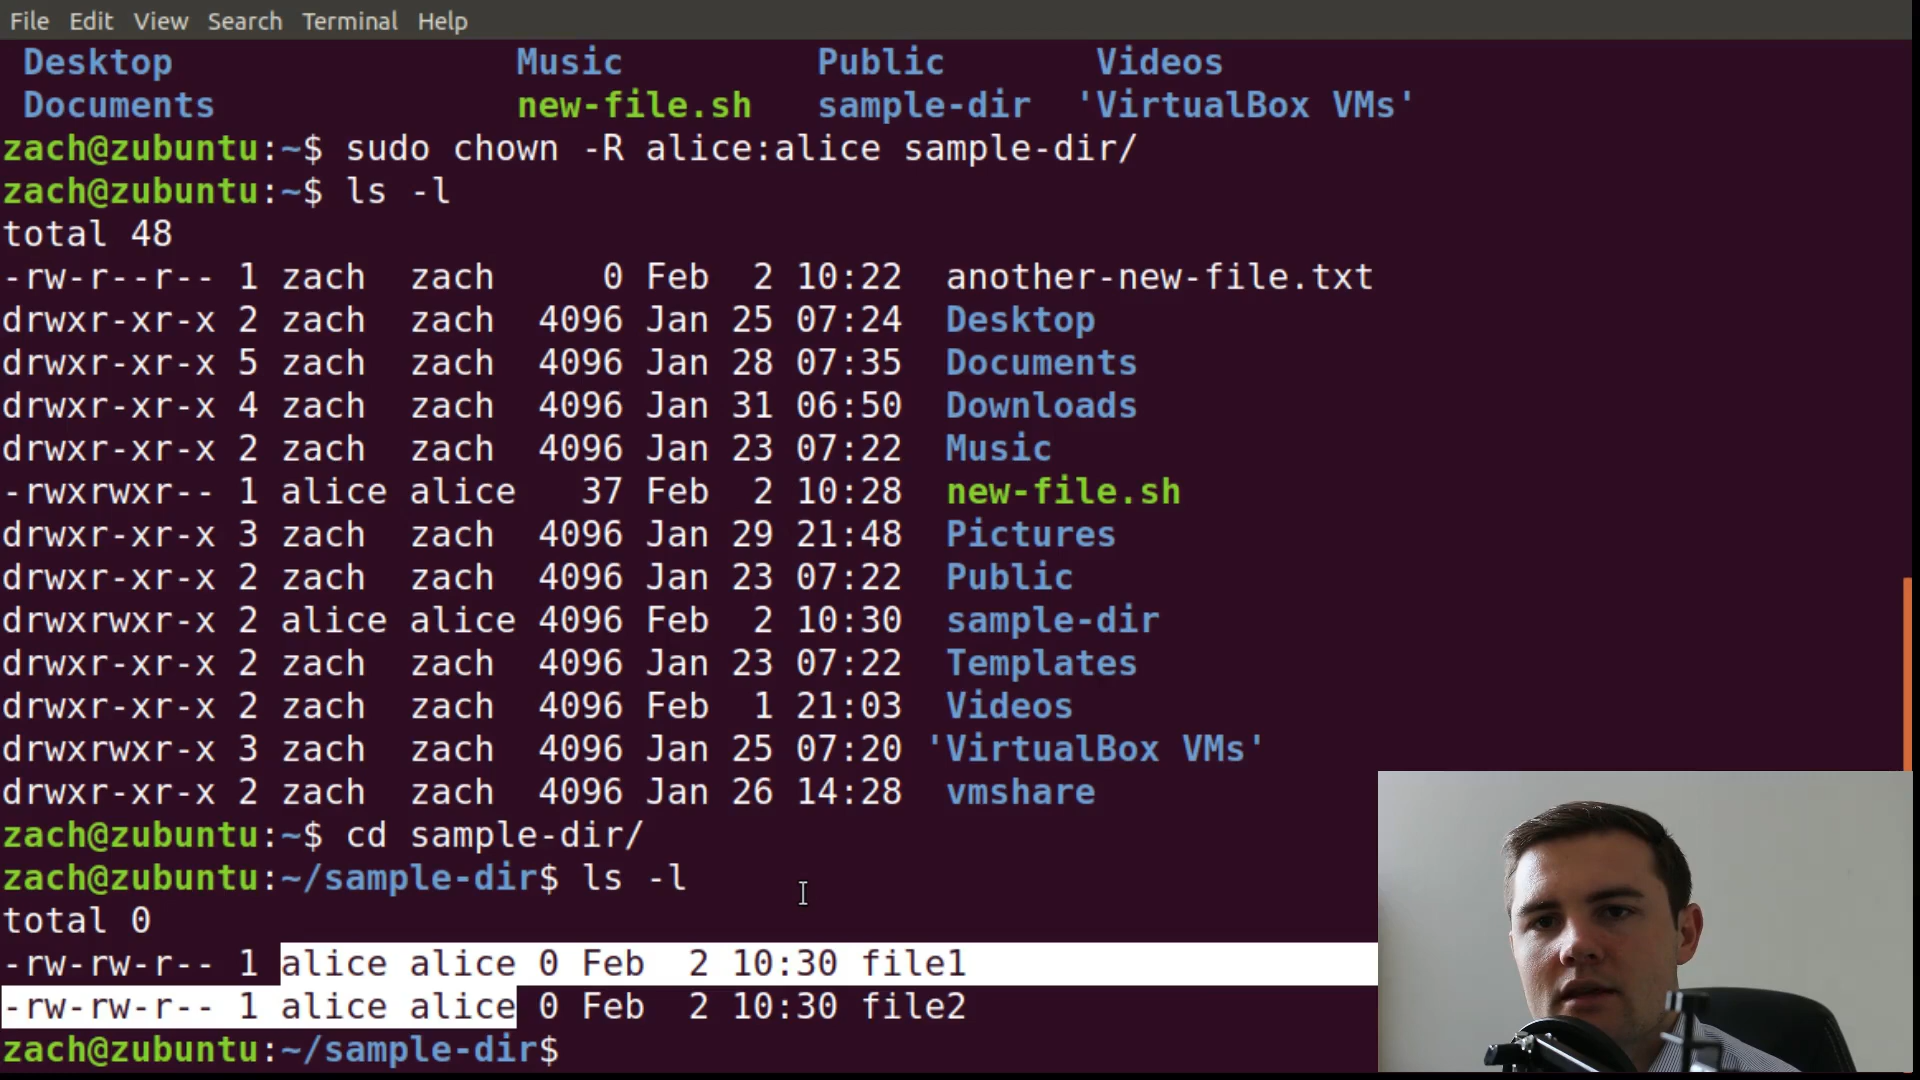 File Edit View Search Terminal Help
Desktop Music Public Videos
Documents new-file.sh sample-dir 'VirtualBox VMs'
zach@zubuntu:~$ sudo chown -R alice:alice sample-dir/
zach@zubuntu:~$ ls -l
total 48
-rw-r--r-- 1 zach  zach     0 Feb  2 10:22  another-new-file.txt
drwxr-xr-x 2 zach  zach  4096 Jan 25 07:24  Desktop
drwxr-xr-x 5 zach  zach  4096 Jan 28 07:35  Documents
drwxr-xr-x 4 zach  zach  4096 Jan 31 06:50  Downloads
drwxr-xr-x 2 zach  zach  4096 Jan 23 07:22  Music
-rwxrwxr-- 1 alice alice   37 Feb  2 10:28  new-file.sh
drwxr-xr-x 3 zach  zach  4096 Jan 29 21:48  Pictures
drwxr-xr-x 2 zach  zach  4096 Jan 23 07:22  Public
drwxrwxr-x 2 alice alice 4096 Feb  2 10:30  sample-dir
drwxr-xr-x 2 zach  zach  4096 Jan 23 07:22  Templates
drwxr-xr-x 2 zach  zach  4096 Feb  1 21:03  Videos
drwxrwxr-x 3 zach  zach  4096 Jan 25 07:20 'VirtualBox VMs'
drwxr-xr-x 2 zach  zach  4096 Jan 26 14:28  vmshare
zach@zubuntu:~$ cd sample-dir/
zach@zubuntu:~/sample-dir$ ls -l
total 0
-rw-rw-r-- 1 alice alice 0 Feb  2 10:30 file1
-rw-rw-r-- 1 alice alice 0 Feb  2 10:30 file2
zach@zubuntu:~/sample-dir$